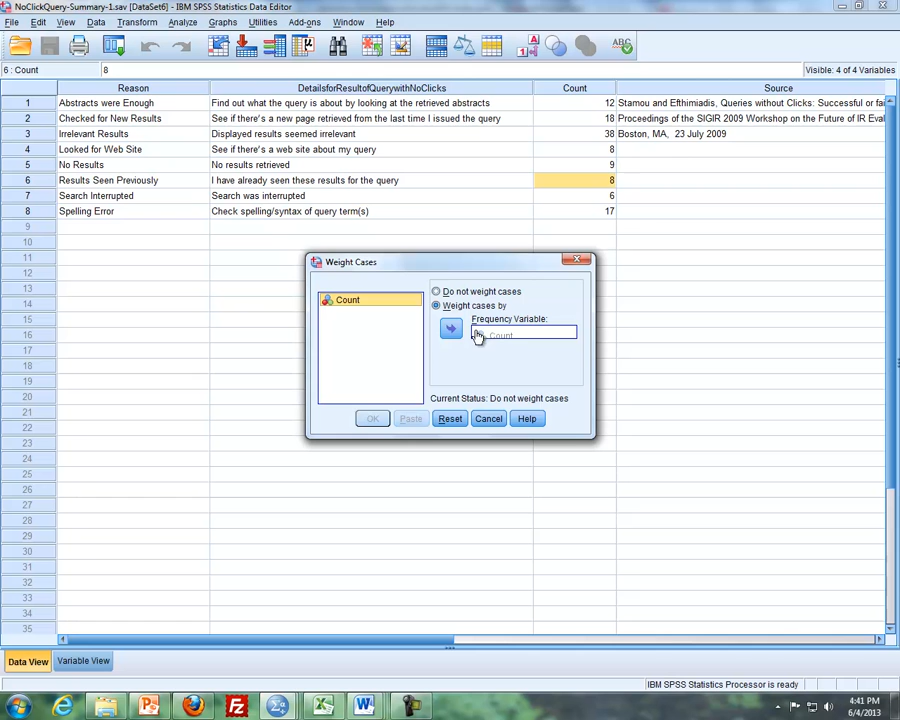 NoClickQuery-Summary-1.sav [DataSet6] - IBM SPSS Statistics Data Editor
File Edit View Data Transform Analyze Graphs Utilities Add-ons Window Help
6 : Count 8 Visible: 4 of 4 Variables
Reason DetailsforResultofQuerywithNoClicks Count Source
1 Abstracts were Enough Find out what the query is about by looking at the retrieved abstracts 12 Stamou and Efthimiadis, Queries without Clicks: Successful or fai
2 Checked for New Results See if there's a new page retrieved from the last time I issued the query 18 Proceedings of the SIGIR 2009 Workshop on the Future of IR Eval
3 Irrelevant Results Displayed results seemed irrelevant 38 Boston, MA, 23 July 2009
4 Looked for Web Site See if there's a web site about my query 8
5 No Results No results retrieved 9
6 Results Seen Previously I have already seen these results for the query 8
7 Search Interrupted Search was interrupted 6
8 Spelling Error Check spelling/syntax of query term(s) 17
9
10
11
12
13
14
15
16
17
18
19
20
21
22
23
24
25
26
27
28
29
30
31
32
33
34
35
Weight Cases
Count
Do not weight cases
Weight cases by
Frequency Variable:
Count
Current Status: Do not weight cases
OK Paste Reset Cancel Help
Data View Variable View
IBM SPSS Statistics Processor is ready
4:41 PM
6/4/2013